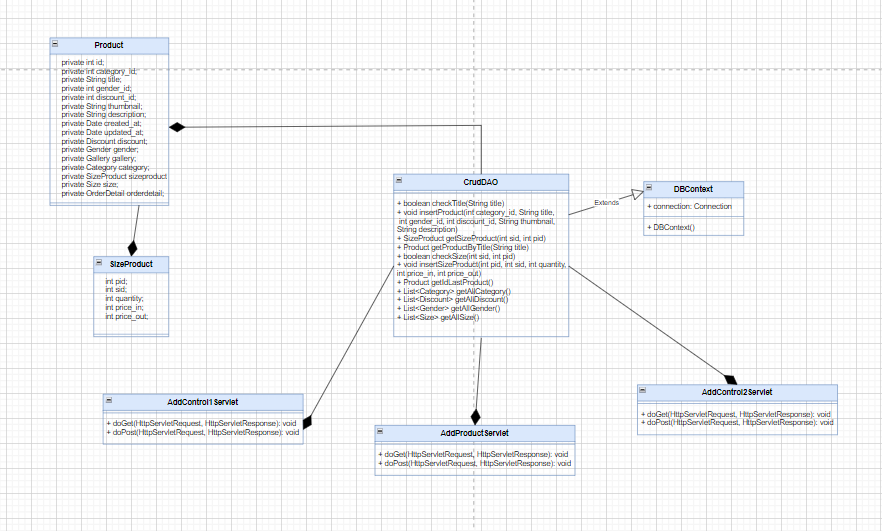 Product
private int id;
private int category_id;
private String title;
private int gender_id;
private int discount_id;
private String thumbnail;
private String description;
private Date created_at;
private Date updated_at;
private Discount discount;
private Gender gender;
private Gallery gallery;
private Category category;
private SizeProduct sizeproduct
private Size size;
private OrderDetail orderdetail;
SizeProduct
int pid;
int sid;
int quantity;
int price_in;
int price_out;
CrudDAO
+ boolean checkTitle(String title)
+ void insertProduct(int category_id, String title,
int gender_id, int discount_id, String thumbnail,
String description)
+ SizeProduct getSizeProduct(int sid, int pid)
+ Product getProductByTitle(String title)
+ boolean checkSize(int sid, int pid)
+ void insertSizeProduct(int pid, int sid, int quantity,
int price_in, int price_out)
+ Product getIdLastProduct()
+ List<Category> getAllCategory()
+ List<Discount> getAllDiscount()
+ List<Gender> getAllGender()
+ List<Size> getAllSize()
Extends
DBContext
+ connection: Connection
+ DBContext()
AddControl1Servlet
+ doGet(HttpServletRequest, HttpServletResponse): void
+ doPost(HttpServletRequest, HttpServletResponse): void
AddProductServlet
+ doGet(HttpServletRequest, HttpServletResponse): void
+ doPost(HttpServletRequest, HttpServletResponse): void
AddControl2Servlet
+ doGet(HttpServletRequest, HttpServletResponse): void
+ doPost(HttpServletRequest, HttpServletResponse): void